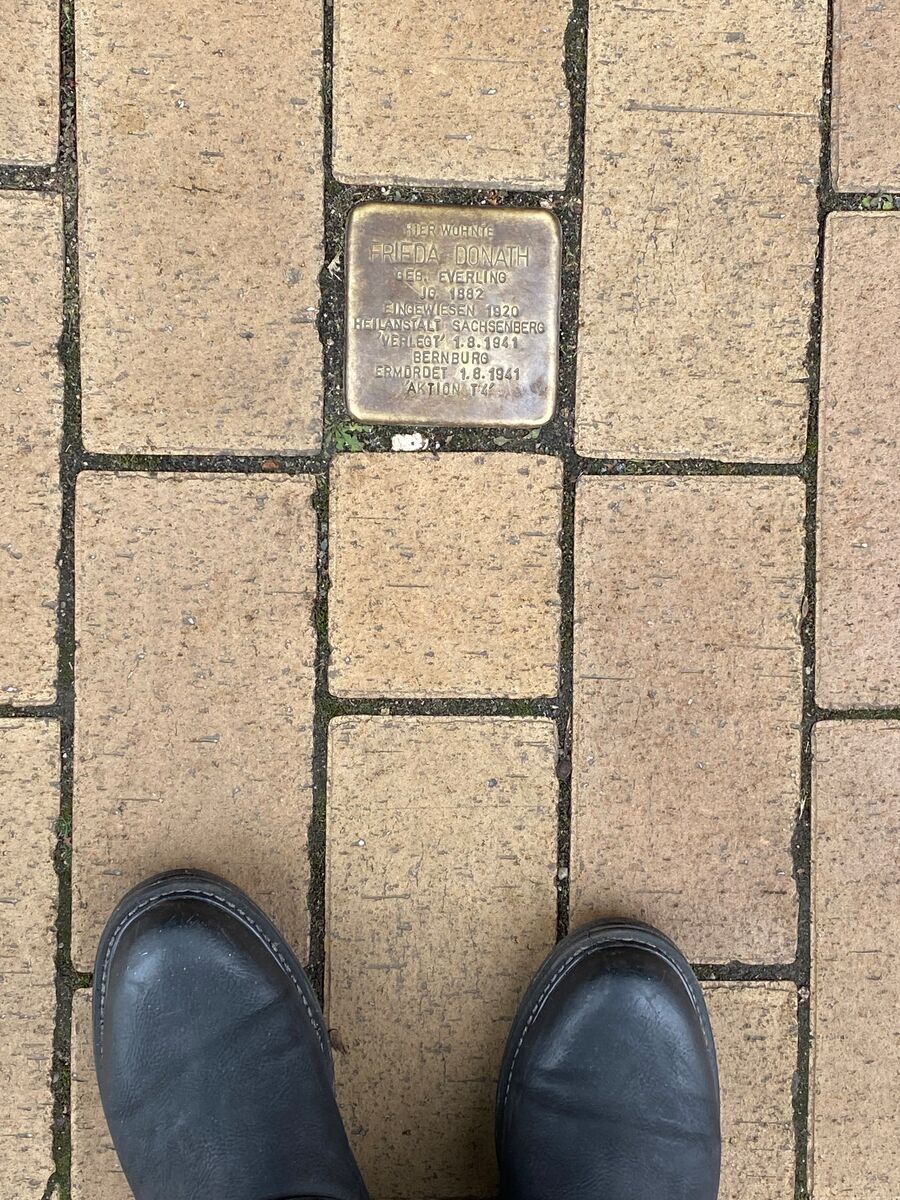 HIER WOHNTE
FRIEDA DONATH
GEB. EVERLING
JG. 1882
EINGEWIESEN 1920
HEILANSTALT SACHSENBERG
'VERLEGT' 1.8.1941
BERNBURG
ERMORDET 1.8.1941
'AKTION T4'